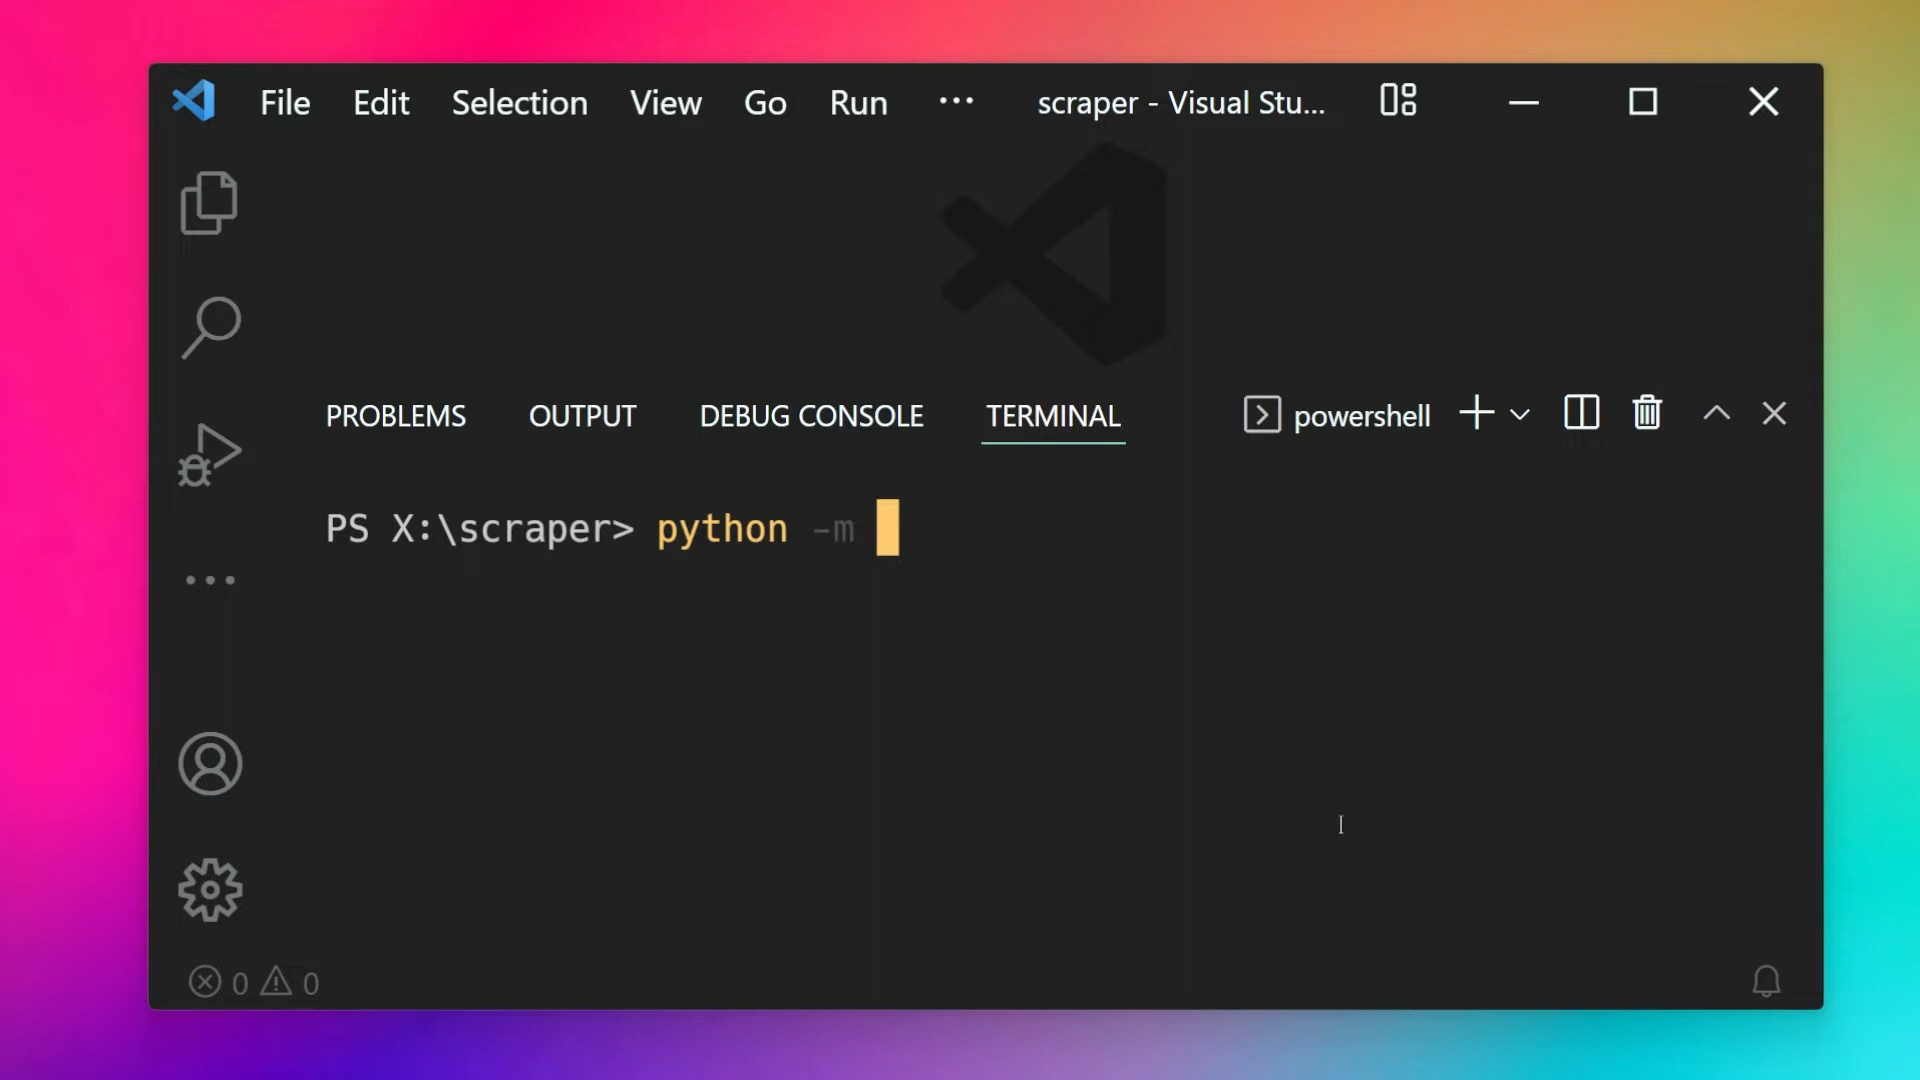 File Edit Selection View Go Run ··· scraper - Visual Stu...
PROBLEMS OUTPUT DEBUG CONSOLE TERMINAL powershell
PS X:\scraper> python -m
0 0